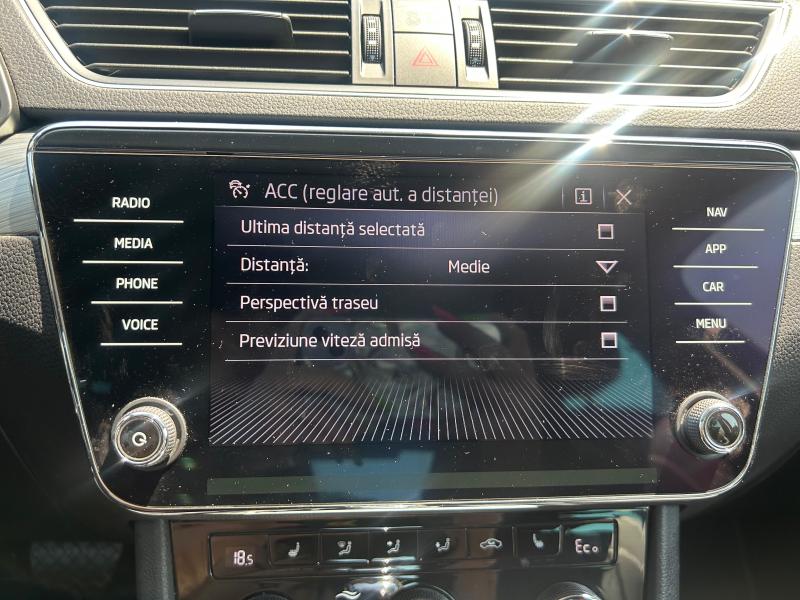 ACC (reglare aut. a distanței)
i
RADIO
MEDIA
PHONE
VOICE
Ultima distanță selectată
Distanță: Medie
Perspectivă traseu
Previziune viteză admisă
NAV
APP
CAR
MENU
18.5
Eco